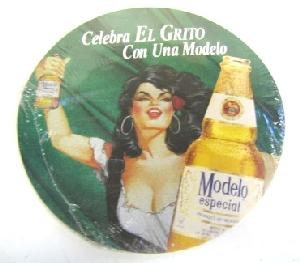 Celebra EL GRITO
Con Una Modelo
Modelo
especial